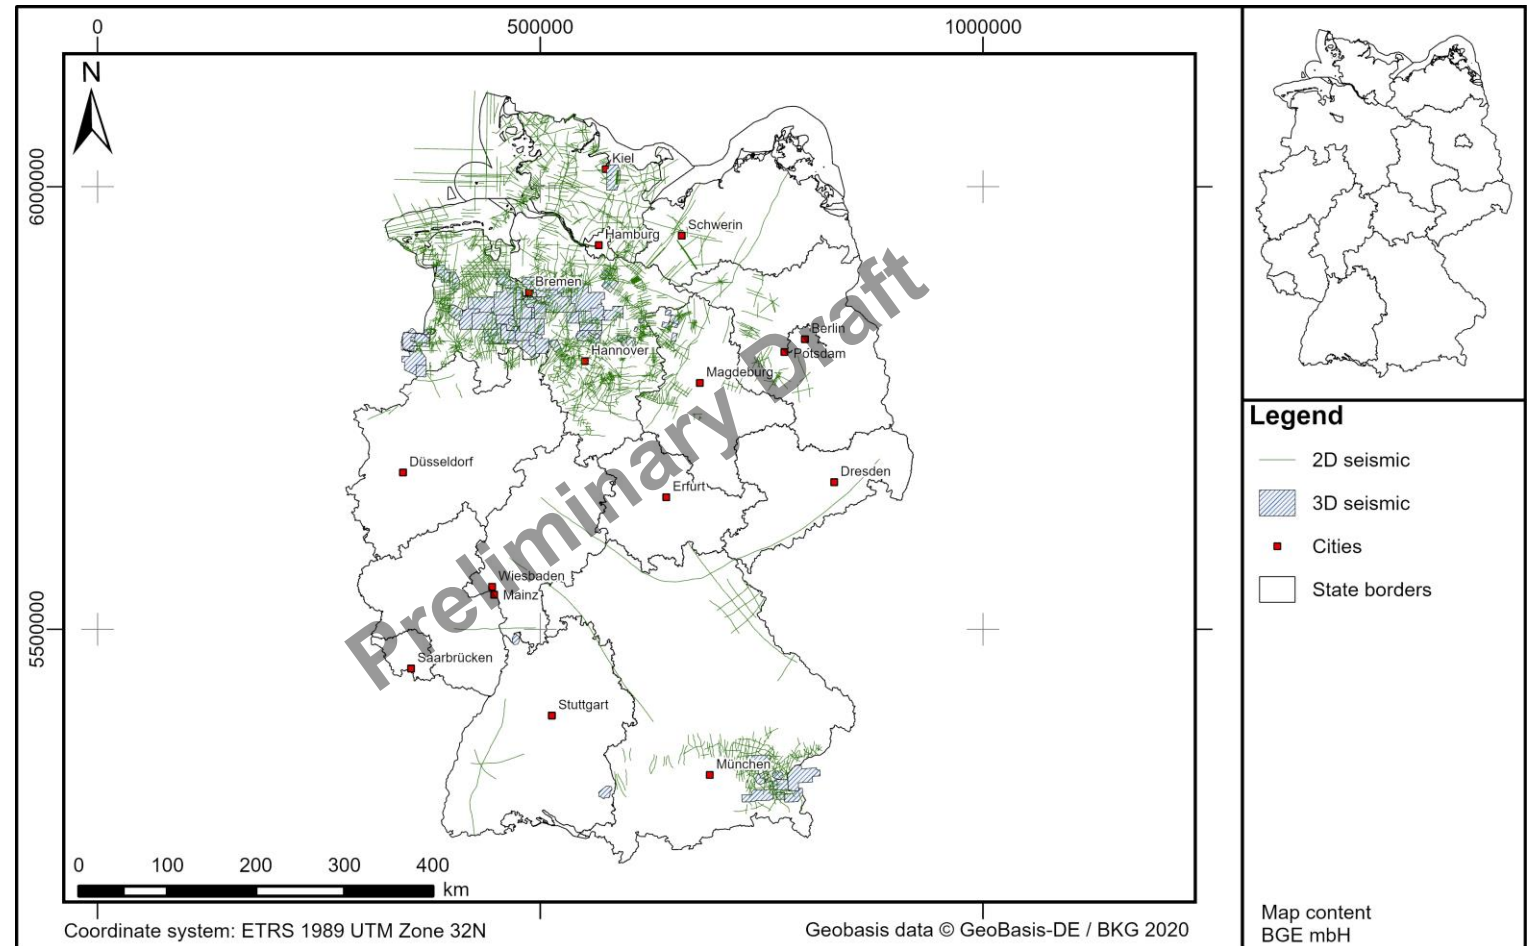 0 5000000 1000000
N
6000000
5500000
Kiel
Schwerin
Hamburg
Bremen
Berlin
Potsdam
Hannover
Magdeburg
Düsseldorf
Dresden
Erfurt
Wiesbaden
Mainz
Saarbrücken
Stuttgart
München
Preliminary Draft
0 100 200 300 400
km
Coordinate system: ETRS 1989 UTM Zone 32N
Geobasis data © GeoBasis-DE / BKG 2020
Legend
2D seismic
3D seismic
Cities
State borders
Map content
BGE mbH